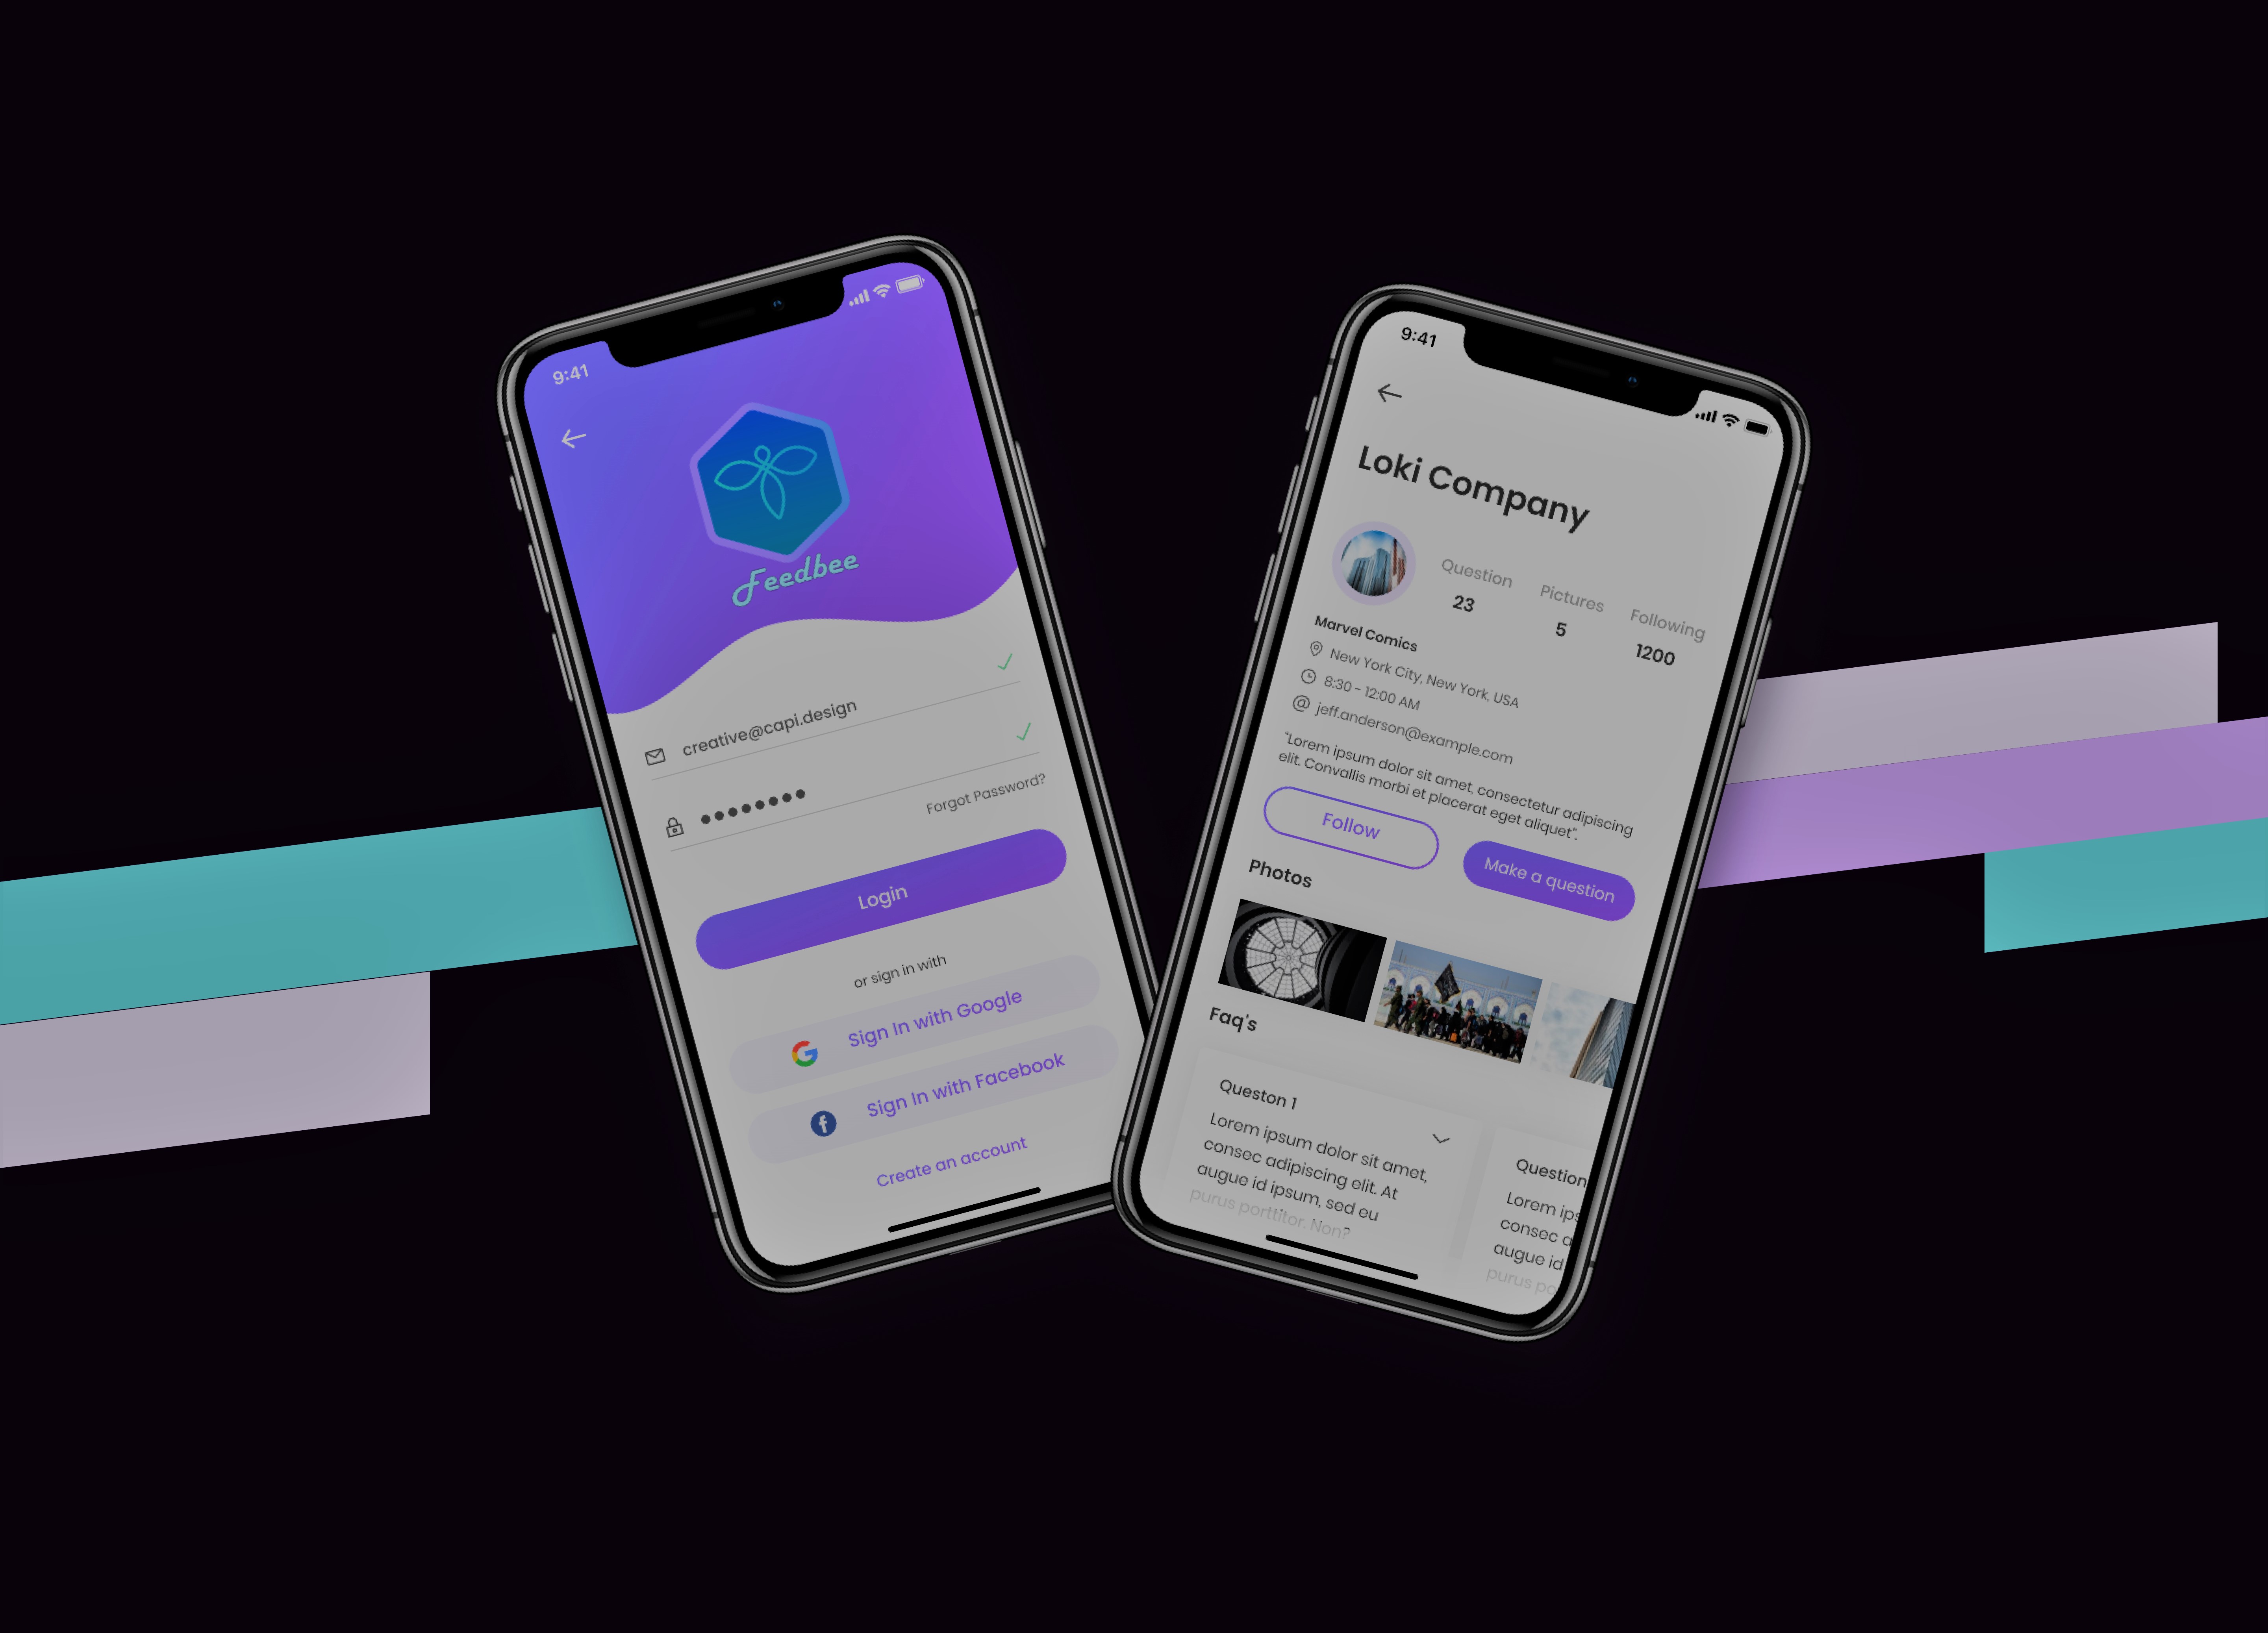 9:41
Feedbee
creative@capi.design
Forgot Password?
Login
or sign in with
Sign In with Google
Sign In with Facebook
Create an account
9:41
Loki Company
Question
23
Pictures
5
Following
1200
Marvel Comics
New York City, New York, USA
8:30 - 12:00 AM
@ jeff.anderson@example.com
"Lorem ipsum dolor sit amet, consectetur adipiscing
elit. Convallis morbi et placerat eget aliquet".
Follow
Make a question
Photos
Faq's
Queston 1
Lorem ipsum dolor sit amet,
consec adipiscing elit. At
augue id ipsum, sed eu
purus porttitor. Non?
Question
Lorem ips
consec a
augue id
purus po